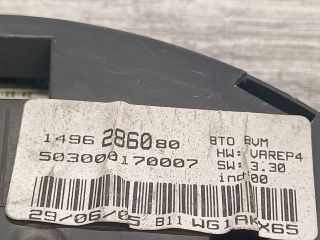 1496 286080 BTO BVM
503000170007 HW: VAREP4
SW: 3.30
ind:00
29/06/05 B11 WG1AKX65